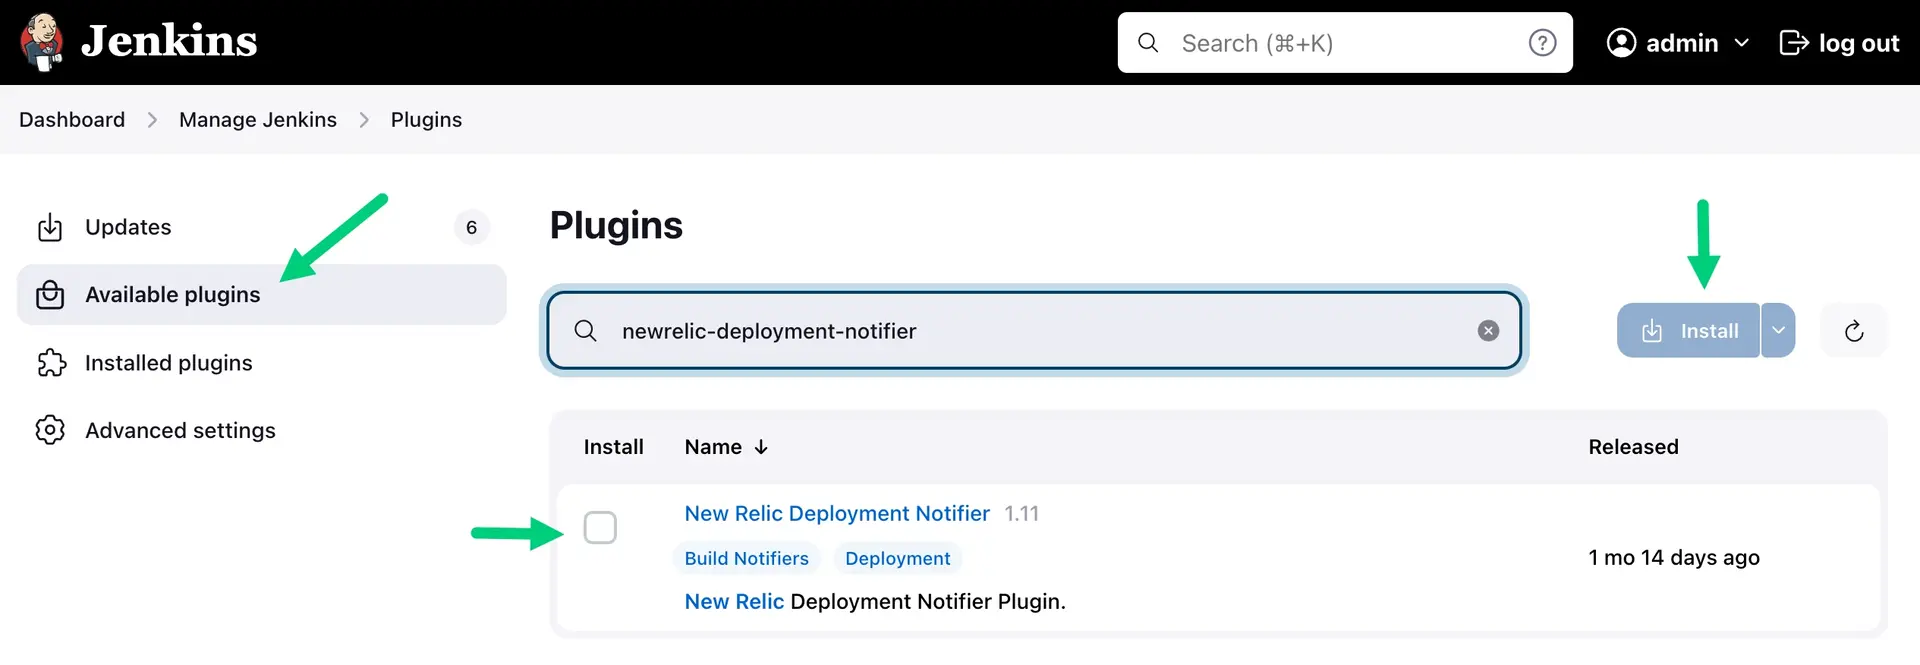 Jenkins
Search (⌘+K)
admin
log out
Dashboard
Manage Jenkins
Plugins
Updates
6
Available plugins
Installed plugins
Advanced settings
Plugins
newrelic-deployment-notifier
Install
Install
Name ↓
Released
New Relic Deployment Notifier 1.11
Build Notifiers
Deployment
New Relic Deployment Notifier Plugin.
1 mo 14 days ago